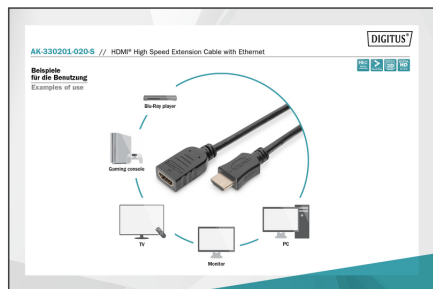 DIGITUS®
AK-330201-020-S // HDMI® High Speed Extension Cable with Ethernet
Beispiele
für die Benutzung
Examples of use
Blu-Ray player
Gaming console
TV
Monitor
PC